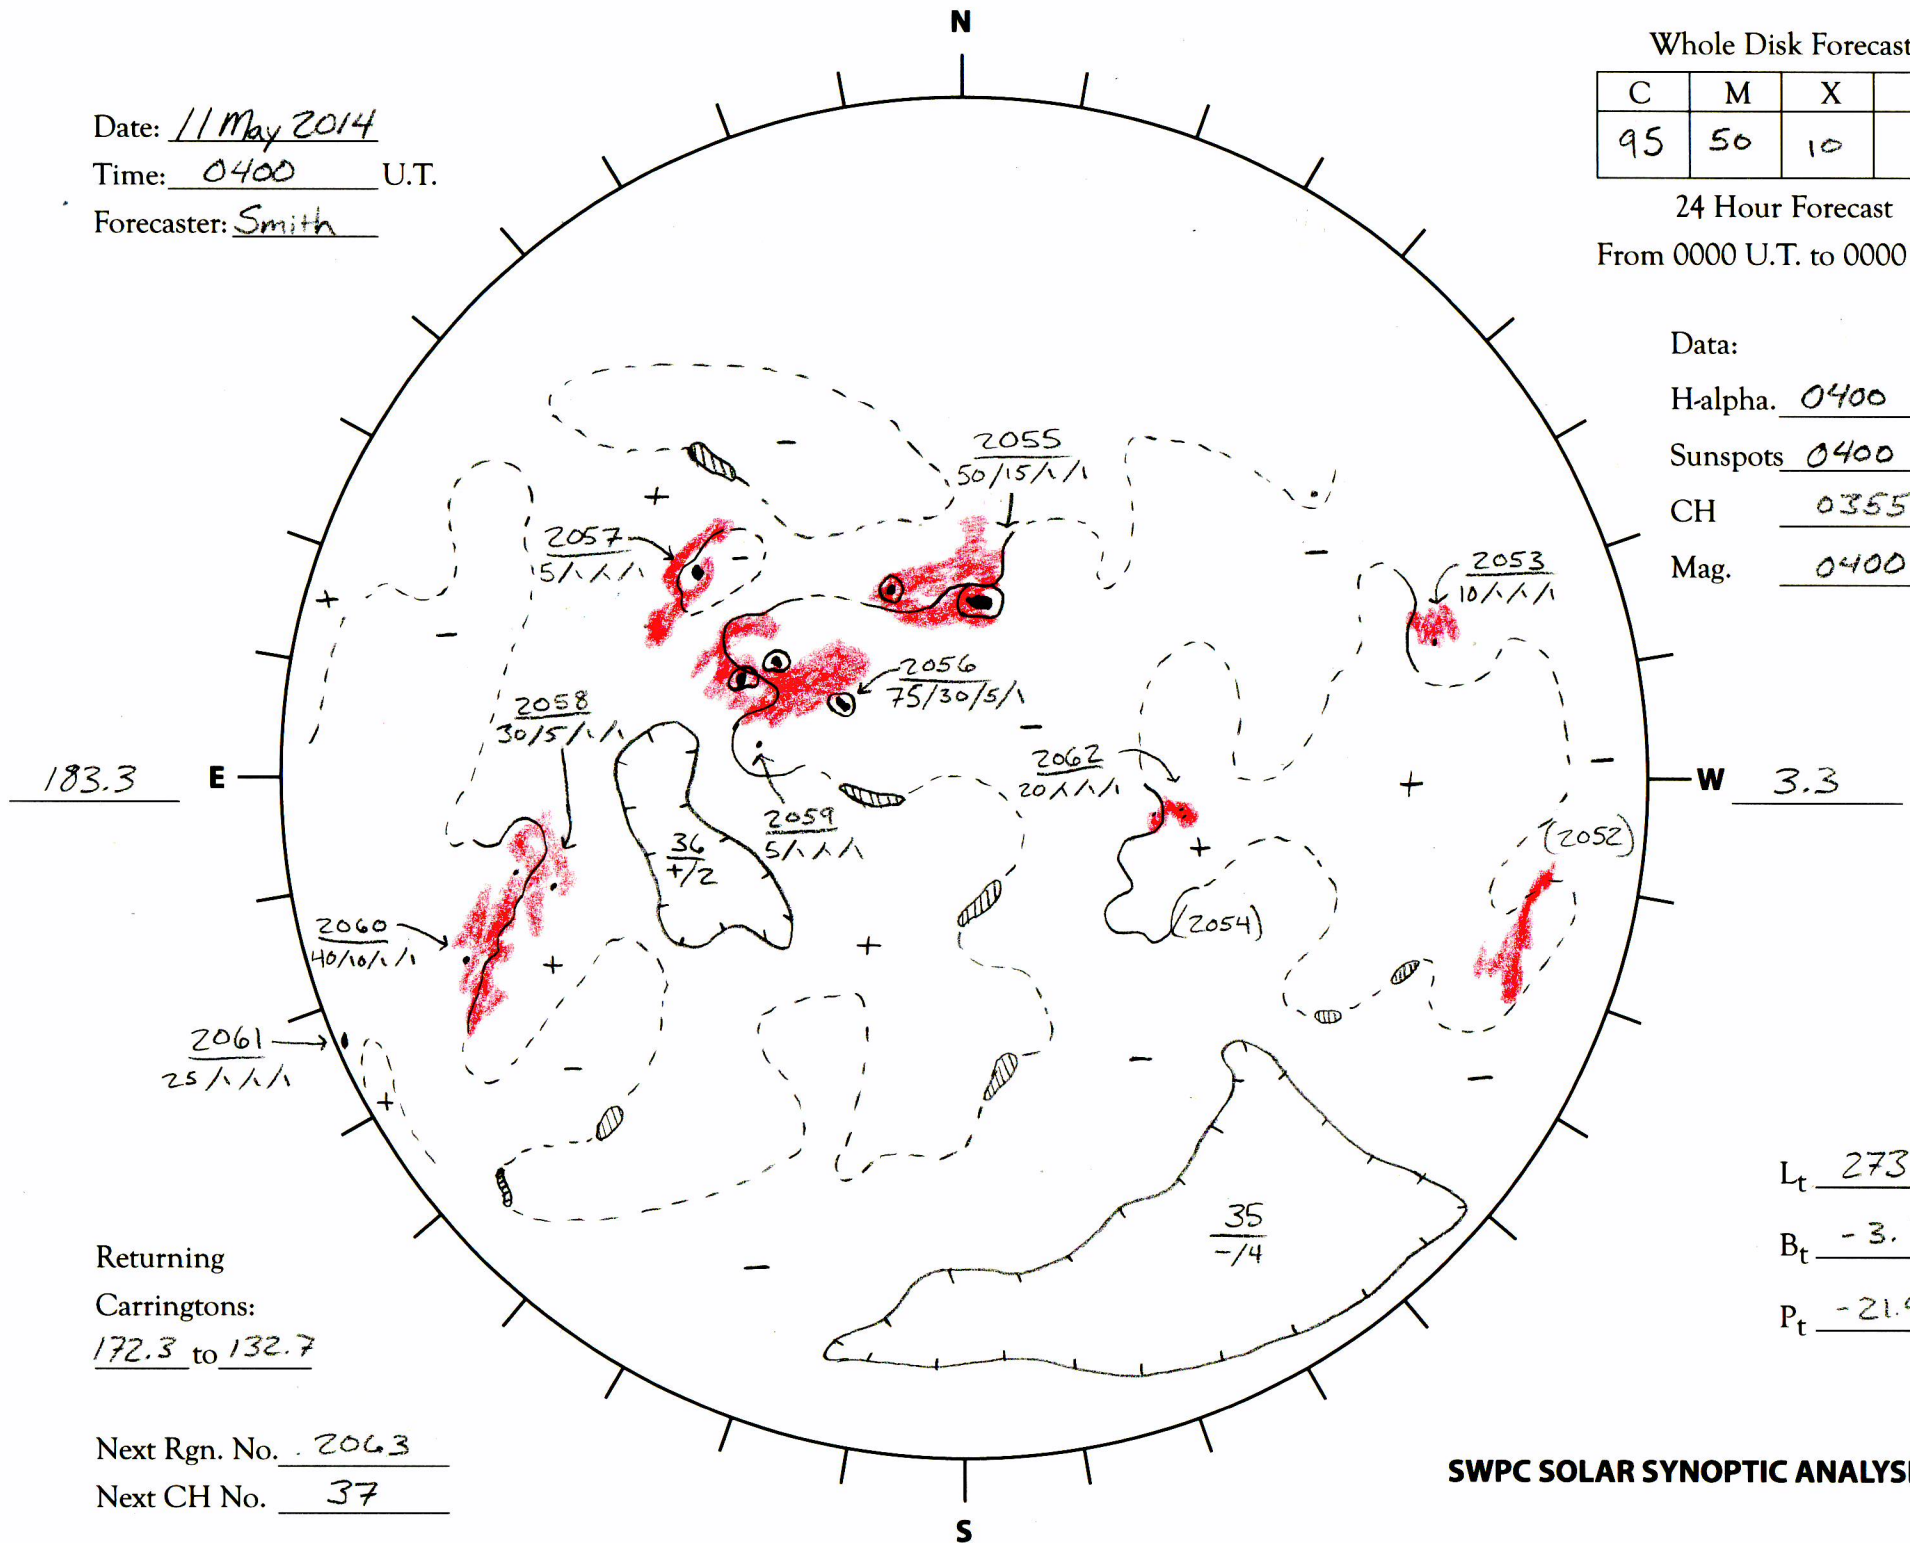 N
Whole Disk Forecast
C M X
95 50 10
24 Hour Forecast
From 0000 U.T. to 0000
Date: 11 May 2014
Time: 0400 U.T.
Forecaster: Smith
Data:
H-alpha. 0400
Sunspots 0400
CH 0355
Mag. 0400
2055
50/15/\/\
2057
5/\/\/\
2053
10/\/\/\
2056
75/30/5/\
2058
30/5/\/\
2062
20/\/\/\
183.3 E
W 3.3
2059
5/\/\/\
36
+/2
(2052)
(2054)
2060
40/10/\/\
2061
25/\/\/\
35
-/4
Lt 273
Bt -3.
Pt -21.
Returning
Carringtons:
172.3 to 132.7
Next Rgn. No. 2063
Next CH No. 37
SWPC SOLAR SYNOPTIC ANALYS
S